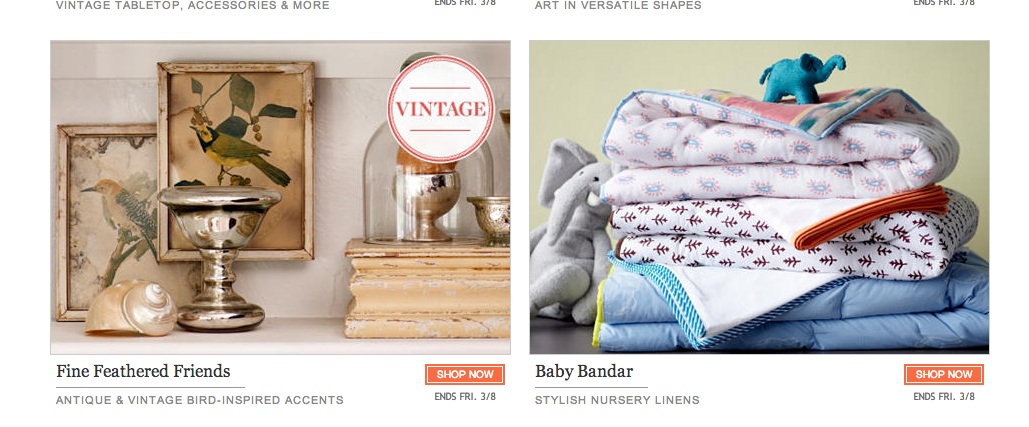 VINTAGE TABLETOP, ACCESSORIES & MORE
ENDS FRI. 3/8
ART IN VERSATILE SHAPES
ENDS FRI. 3/8
VINTAGE
Fine Feathered Friends
SHOP NOW
ANTIQUE & VINTAGE BIRD-INSPIRED ACCENTS
ENDS FRI. 3/8
Baby Bandar
SHOP NOW
STYLISH NURSERY LINENS
ENDS FRI. 3/8